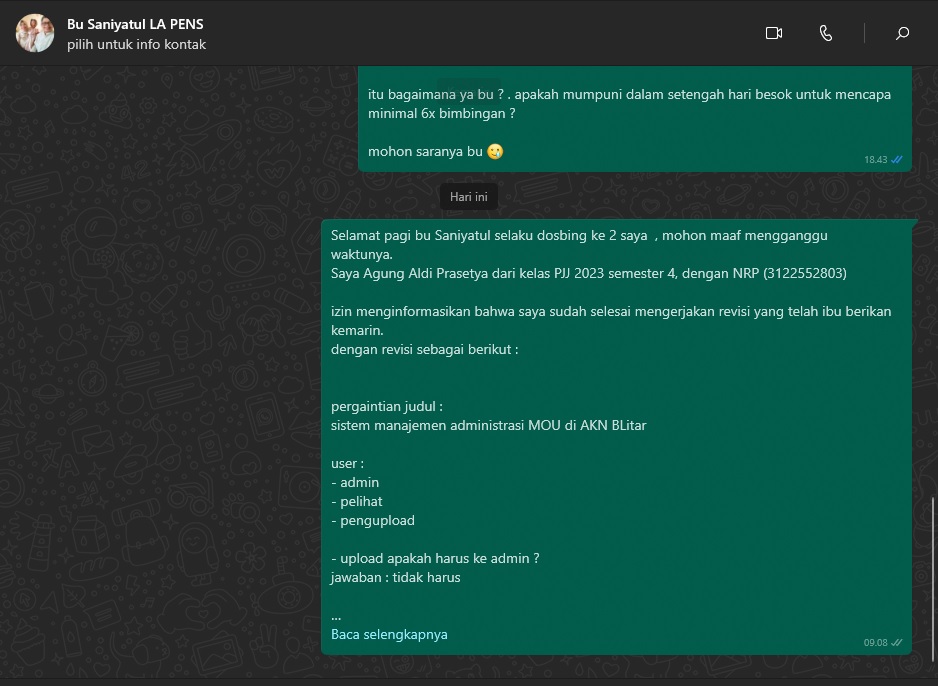 Bu Saniyatul LA PENS
pilih untuk info kontak
itu bagaimana ya bu ? . apakah mumpuni dalam setengah hari besok untuk mencapa
minimal 6x bimbingan ?
mohon saranya bu 🥲
18.43
Hari ini
Selamat pagi bu Saniyatul selaku dosbing ke 2 saya , mohon maaf mengganggu
waktunya.
Saya Agung Aldi Prasetya dari kelas PJJ 2023 semester 4, dengan NRP (3122552803)
izin menginformasikan bahwa saya sudah selesai mengerjakan revisi yang telah ibu berikan
kemarin.
dengan revisi sebagai berikut :
pergaintian judul :
sistem manajemen administrasi MOU di AKN BLitar
user :
- admin
- pelihat
- pengupload
- upload apakah harus ke admin ?
jawaban : tidak harus
...
Baca selengkapnya
09.08